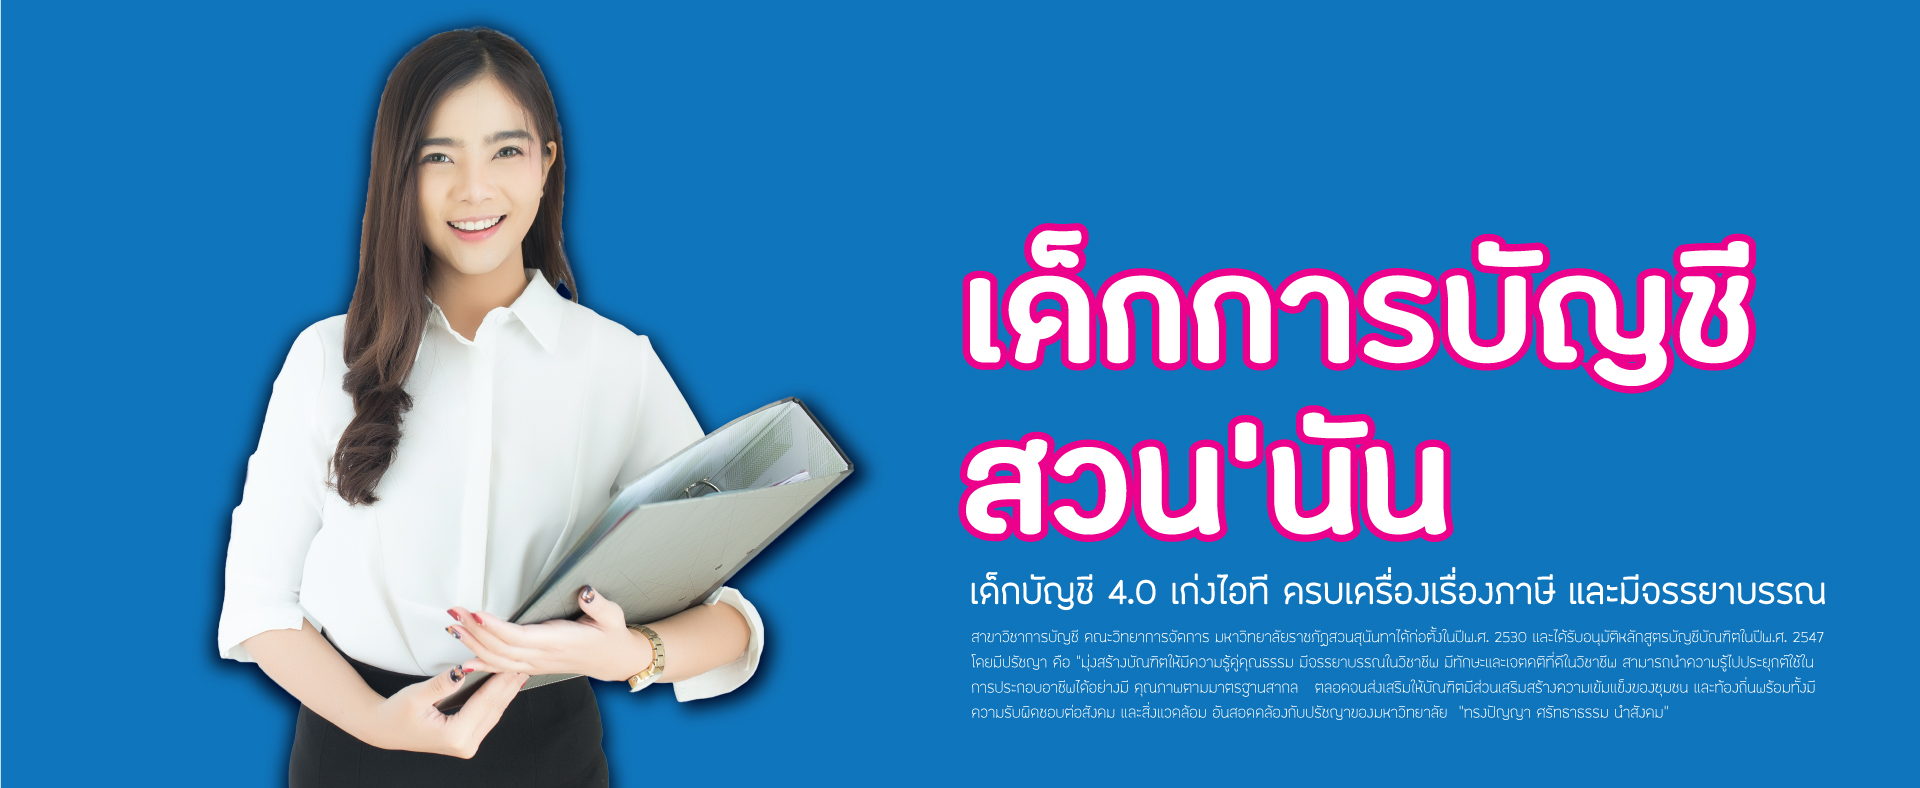 เด็กการบัญชี
สวน'นัน
เด็กบัญชี 4.0 เก่งไอที ครบเครื่องเรื่องภาษี และมีจรรยาบรรณ
สาขาวิชาการบัญชี คณะวิทยาการจัดการ มหาวิทยาลัยราชภัฏสวนสุนันทาได้ก่อตั้งในปีพ.ศ. 2530 และได้รับอนุมัติหลักสูตรบัญชีบัณฑิตในปีพ.ศ. 2547
โดยมีปรัชญา คือ "มุ่งสร้างบัณฑิตให้มีความรู้คู่คุณธรรม มีจรรยาบรรณในวิชาชีพ มีทักษะและเจตคติที่ดีในวิชาชีพ สามารถนำความรู้ไปประยุกต์ใช้ใน
การประกอบอาชีพได้อย่างมี คุณภาพตามมาตรฐานสากล ตลอดจนส่งเสริมให้บัณฑิตมีส่วนเสริมสร้างความเข้มแข็งของชุมชน และท้องถิ่นพร้อมทั้งมี
ความรับผิดชอบต่อสังคม และสิ่งแวดล้อม อันสอดคล้องกับปรัชญาของมหาวิทยาลัย "ทรงปัญญา ศรัทธาธรรม นำสังคม"